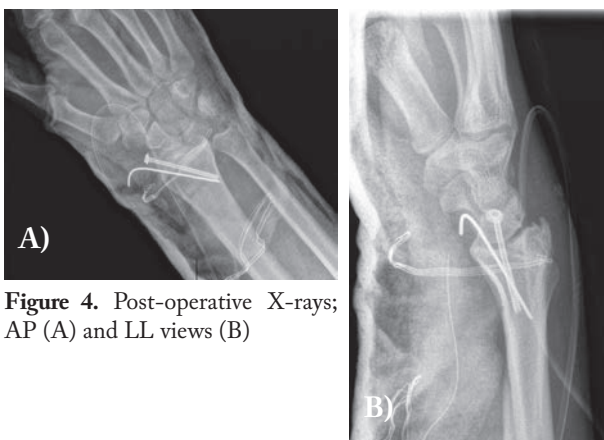 A)
Figure 4. Post-operative X-rays;
AP (A) and LL views (B)
B)